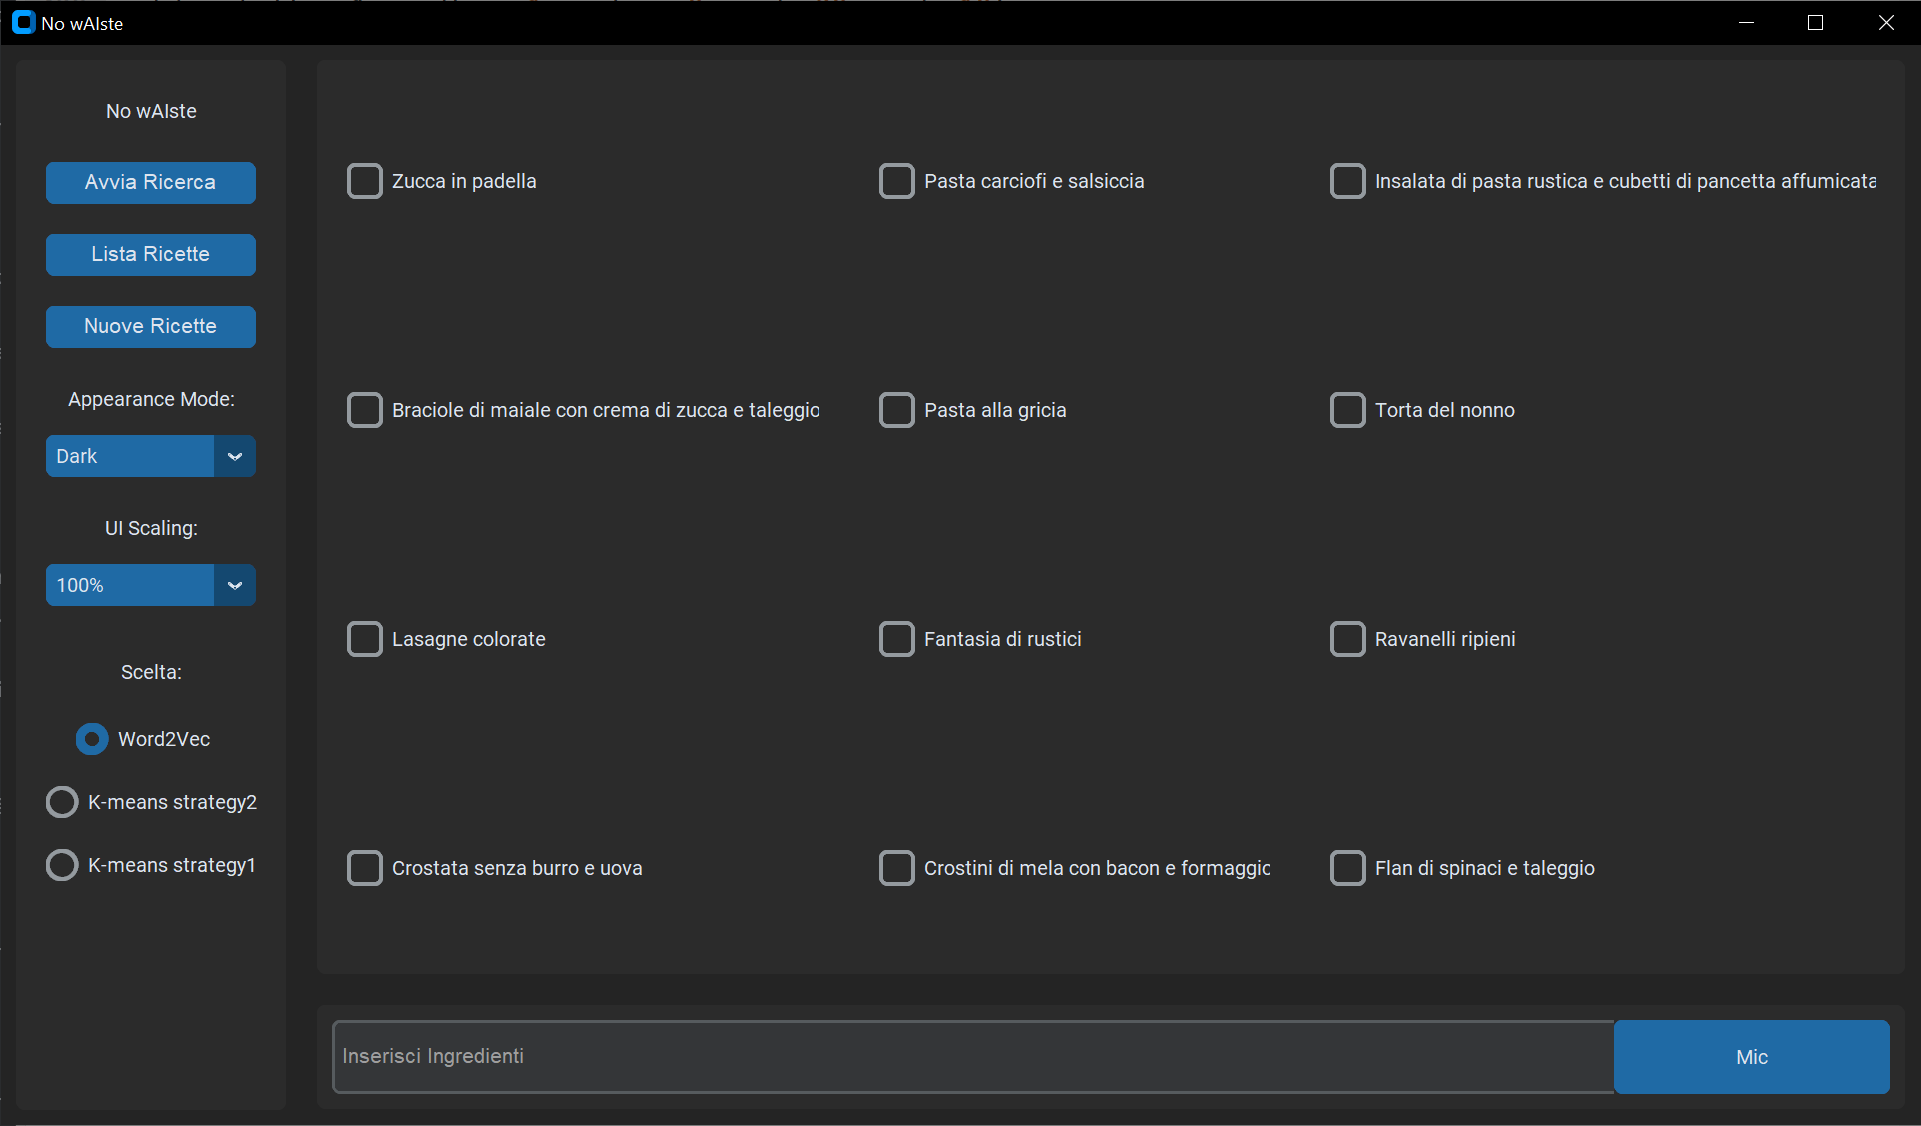 No wAIste
No wAIste
Avvia Ricerca
Lista Ricette
Nuove Ricette
Appearance Mode:
Dark
UI Scaling:
100%
Scelta:
Word2Vec
K-means strategy2
K-means strategy1
Zucca in padella
Pasta carciofi e salsiccia
Insalata di pasta rustica e cubetti di pancetta affumicata
Braciole di maiale con crema di zucca e taleggio
Pasta alla gricia
Torta del nonno
Lasagne colorate
Fantasia di rustici
Ravanelli ripieni
Crostata senza burro e uova
Crostini di mela con bacon e formaggio
Flan di spinaci e taleggio
Inserisci Ingredienti
Mic